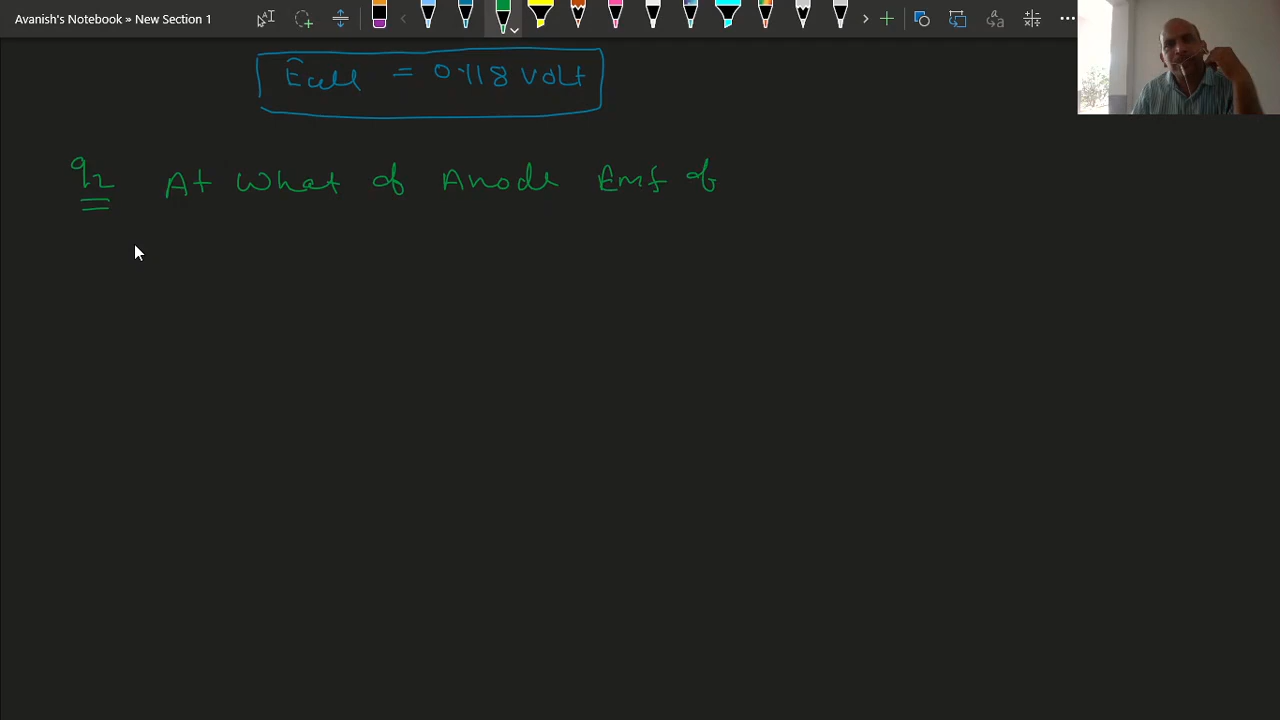 Avanish's Notebook » New Section 1
Ecell = 0.118 volt
q2 At What of Anode Emf of